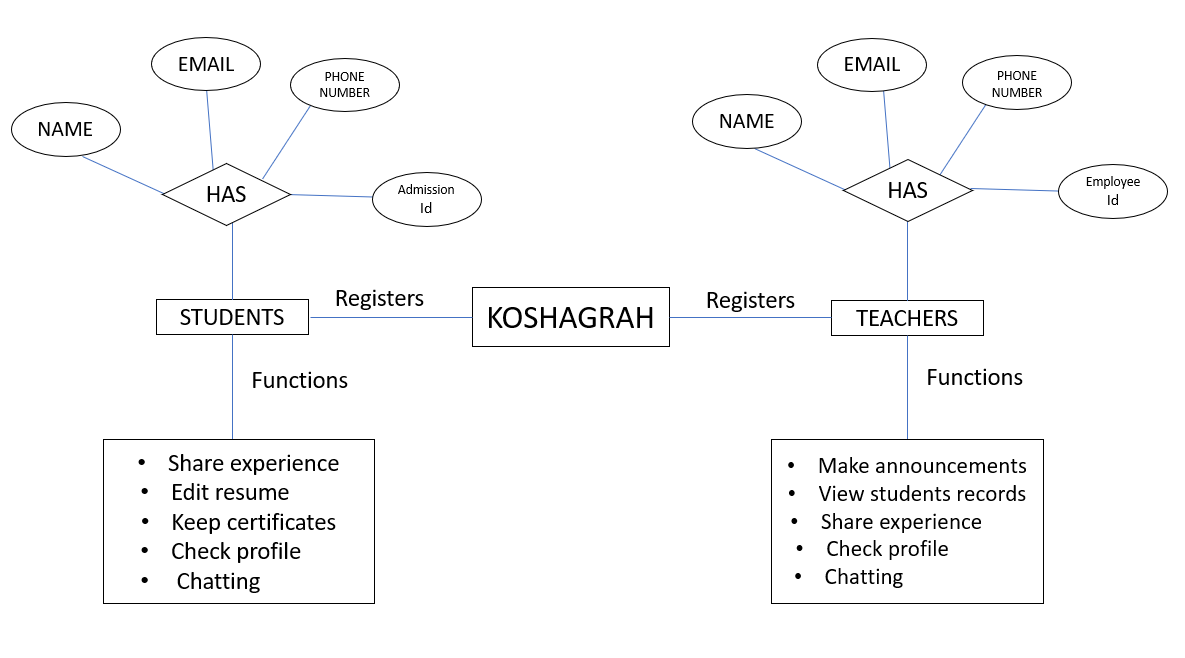 EMAIL
PHONE
NUMBER
NAME
HAS
Admission
Id
STUDENTS
Registers
KOSHAGRAH
Registers
EMAIL
PHONE
NUMBER
NAME
HAS
Employee
Id
TEACHERS
Functions
• Share experience
• Edit resume
• Keep certificates
• Check profile
• Chatting
Functions
• Make announcements
• View students records
• Share experience
• Check profile
• Chatting